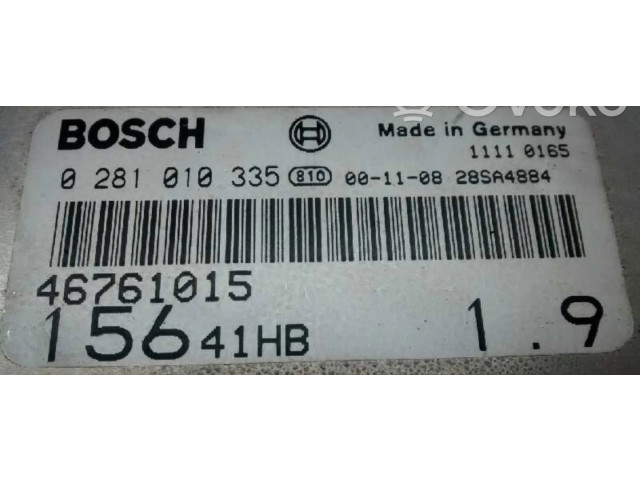 BOSCH Made in Germany
1111 0165
0 281 010 335 810 00-11-08 28SA4884
46761015
156 41HB 1.9